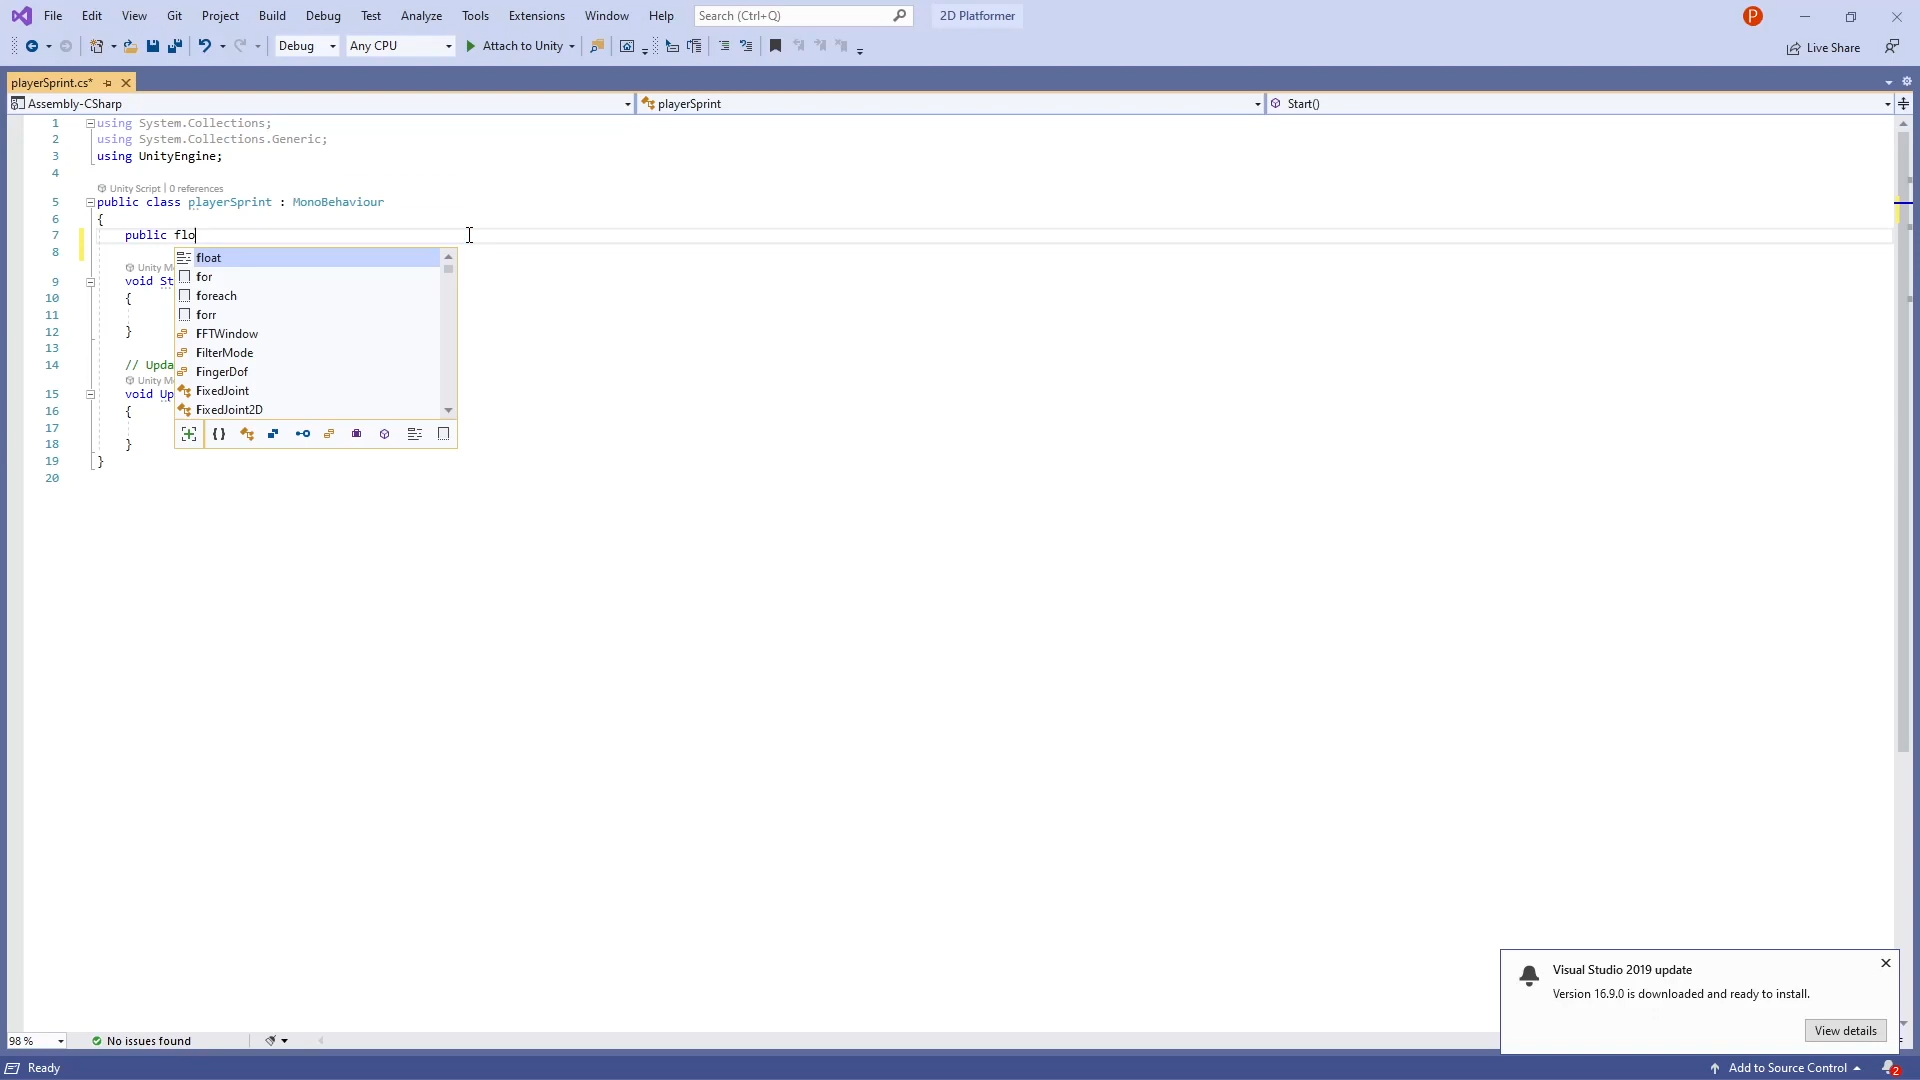 File Edit View Git Project Build Debug Test Analyze Tools Extensions Window Help Search (Ctrl+Q) 2D Platformer P
Debug Any CPU Attach to Unity Live Share
playerSprint.cs*
Assembly-CSharp playerSprint Start()
1 using System.Collections;
2 using System.Collections.Generic;
3 using UnityEngine;
4
Unity Script | 0 references
5 public class playerSprint : MonoBehaviour
6 {
7 public flo
8
float
Unity M
for
9 void St
foreach
10 {
11
forr
12 }
FFTWindow
13
FilterMode
14 // Upda
FingerDof
Unity M
15 void Up
FixedJoint
16 {
FixedJoint2D
17
18 }
19 }
20
Visual Studio 2019 update
Version 16.9.0 is downloaded and ready to install.
View details
98 % No issues found
Ready Add to Source Control 2